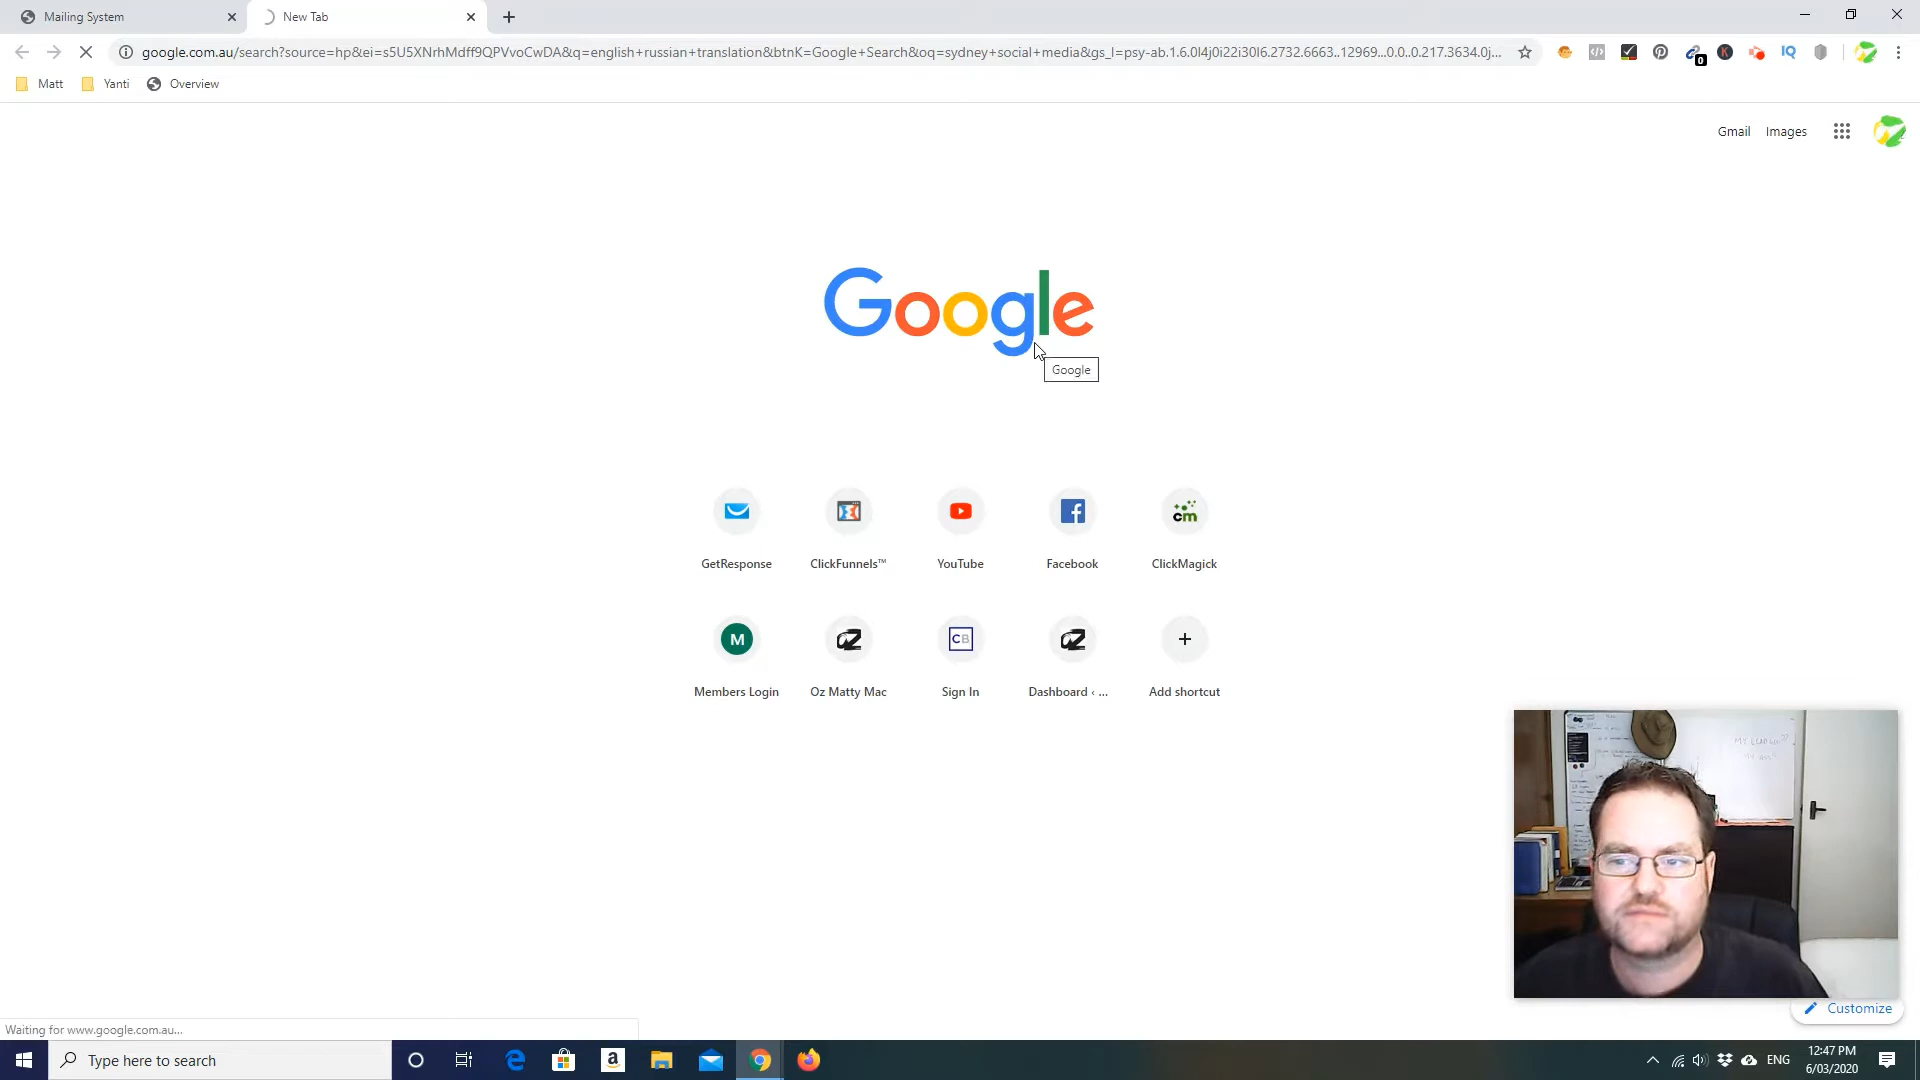 Mailing System
New Tab
google.com.au/search?source=hp&ei=s5U5XNrhMdff9QPVvoCwDA&q=english+russian+translation&btnK=Google+Search&oq=sydney+social+media&gs_l=psy-ab.1.6.0l4j0i22i30l6.2732.6663..12969...0.0..0.217.3634.0j...
0
K
IQ
Matt
Yanti
Overview
Gmail
Images
Google
Google
cm
GetResponse
ClickFunnels™
YouTube
Facebook
ClickMagick
M
CB
Members Login
Oz Matty Mac
Sign In
Dashboard ‹ ...
Add shortcut
Customize
Waiting for www.google.com.au...
Type here to search
a
ENG
12:47 PM
6/03/2020